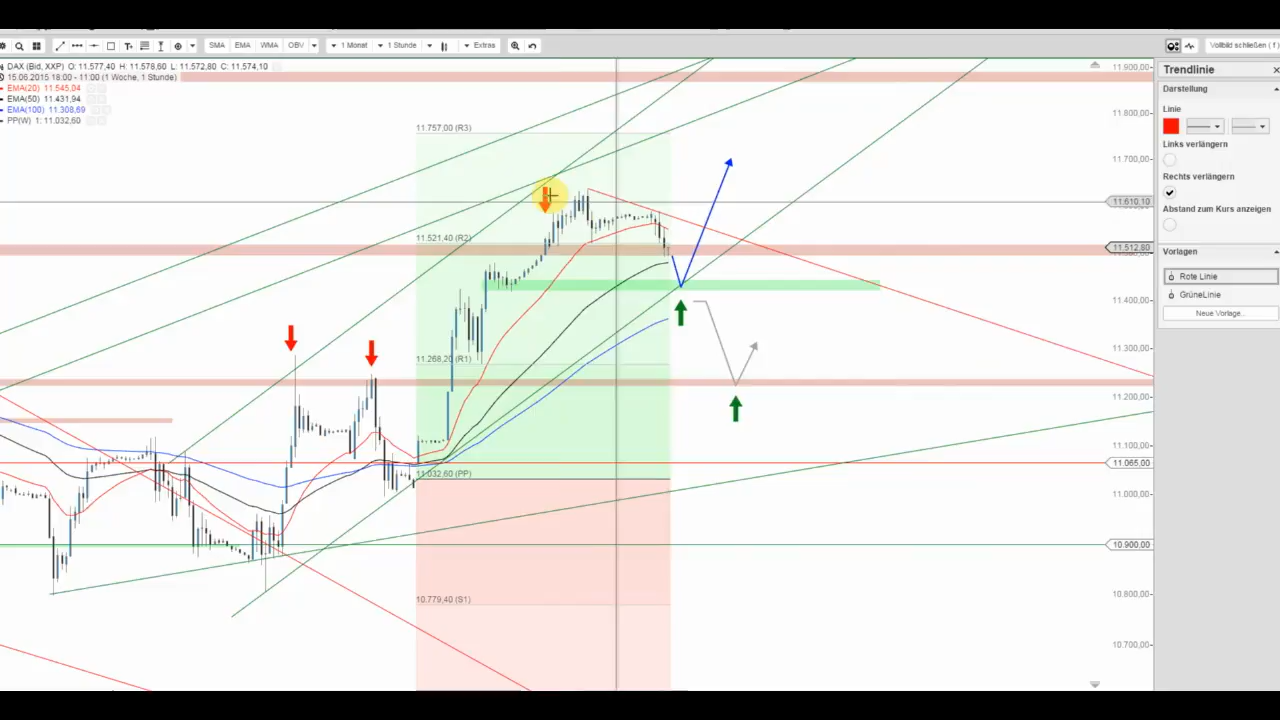 SMA EMA WMA OBV 1 Monat 1 Stunde Extras Vollbild schließen ( f )
DAX (Bid, XXP) O: 11.577,40 H: 11.578,60 L: 11.572,80 C: 11.574,10
15.06.2015 18:00 - 11:00 (1 Woche, 1 Stunde)
EMA(20) 11.545,04
EMA(50) 11.431,94
EMA(100) 11.308,69
PP(W) 1: 11.032,60
11.757,00 (R3)
11.521,40 (R2)
11.268,20 (R1)
11.032,60 (PP)
10.779,40 (S1)
11.900,00
11.800,00
11.700,00
11.610,10
11.512,80
11.400,00
11.300,00
11.200,00
11.100,00
11.065,00
11.000,00
10.900,00
10.800,00
10.700,00
Trendlinie
Darstellung
Linie
Links verlängern
Rechts verlängern
Abstand zum Kurs anzeigen
Vorlagen
Rote Linie
GrüneLinie
Neue Vorlage...